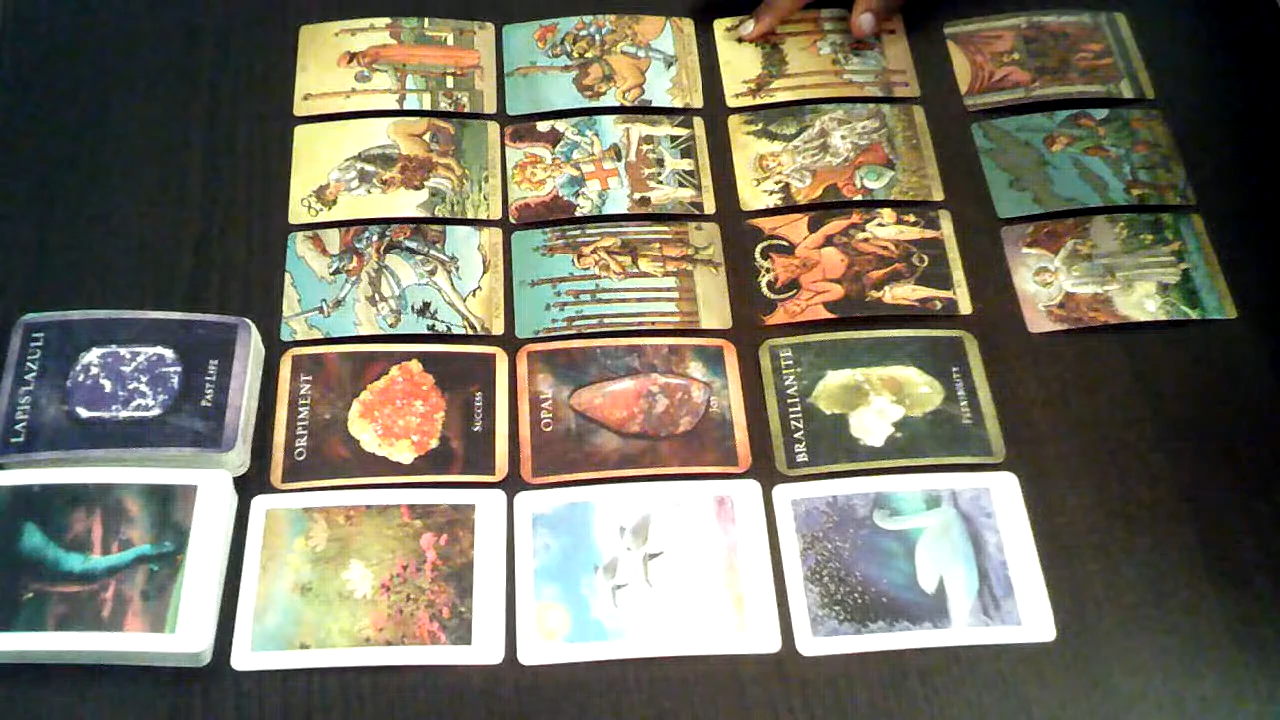 LAPIS LAZULI
PAST LIFE
ORPIMENT
SUCCESS
OPAL
JOY
BRAZILIANITE
FLEXIBILITY